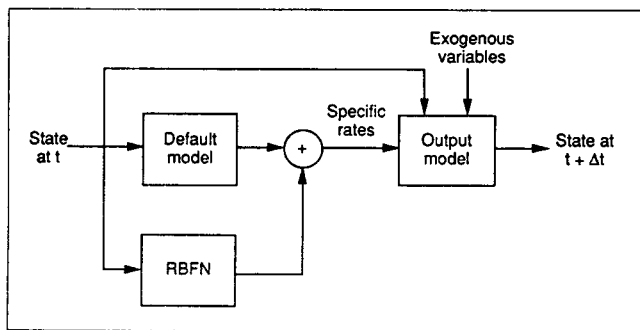 Exogenous
variables
Specific
rates
State
at t
Default
model
+
Output
model
State at
t + Δt
RBFN